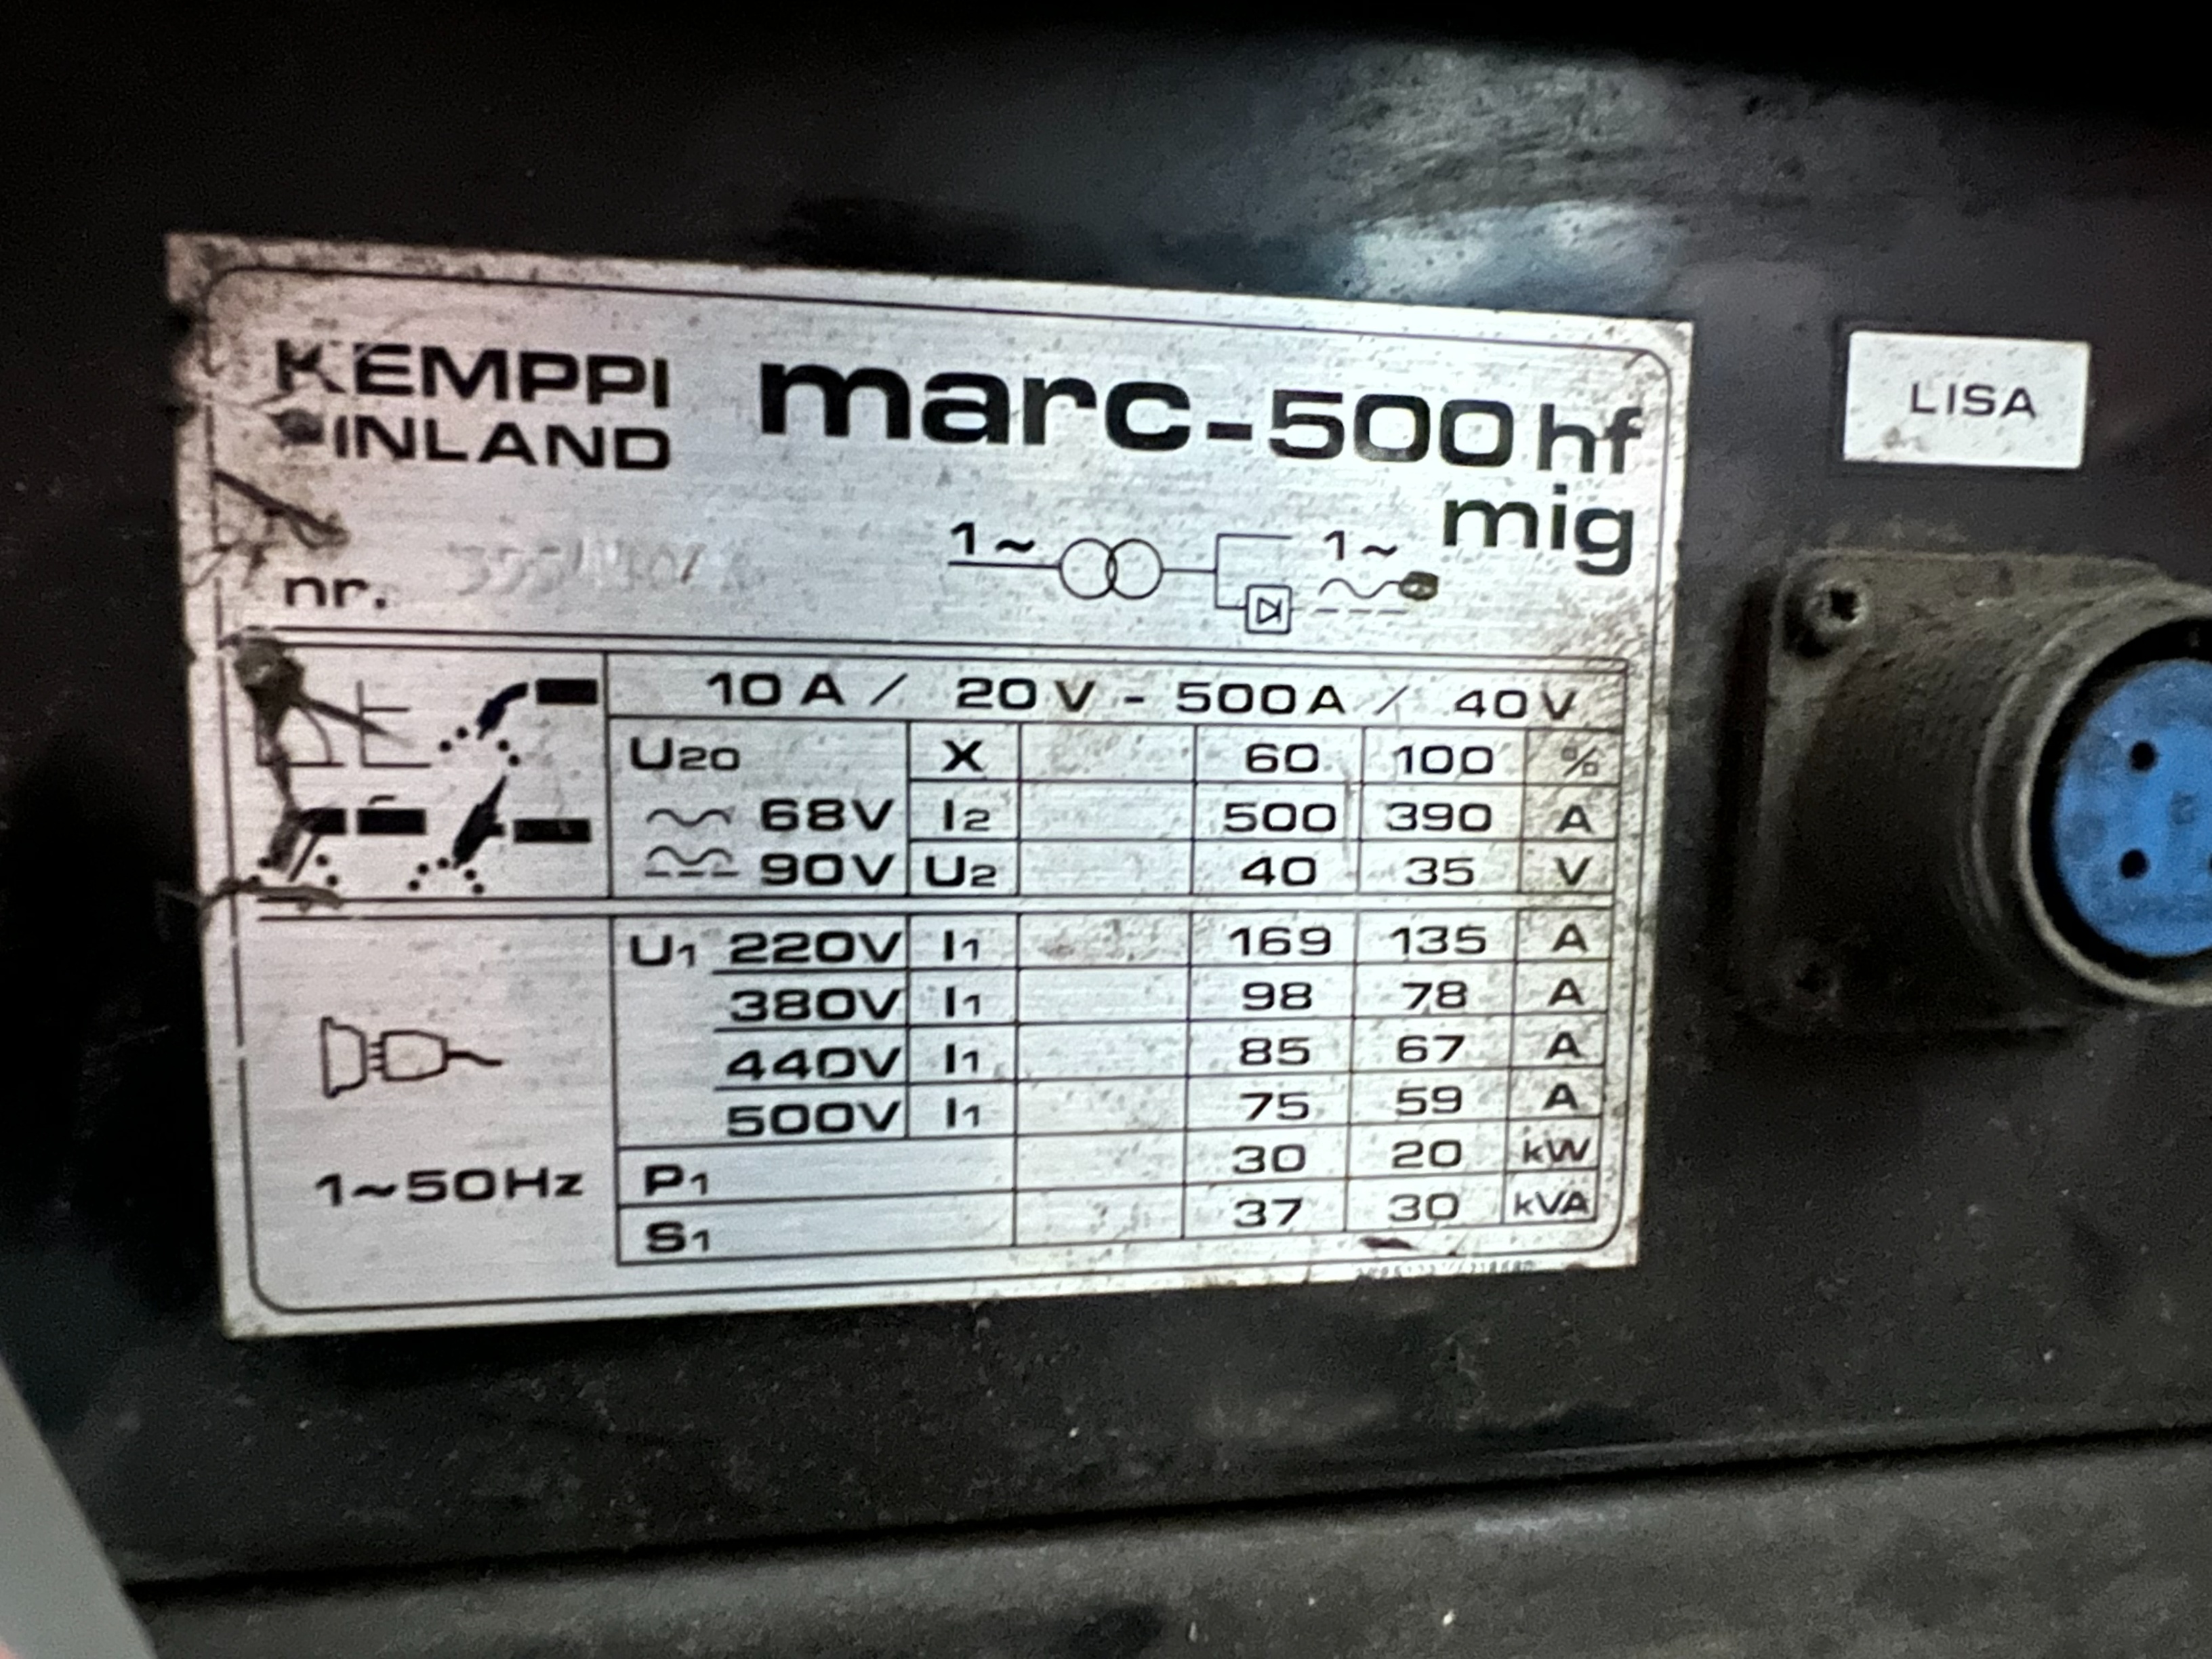 KEMPPI
FINLAND
marc-500 hf
mig
LISA
1~
1~
nr.
10 A / 20 V - 500 A / 40 V
U20 X 60 100 %
68V I2 500 390 A
90V U2 40 35 V
U1 220V I1 169 135 A
380V I1 98 78 A
440V I1 85 67 A
500V I1 75 59 A
1~50Hz
P1 30 20 kW
S1 37 30 kVA